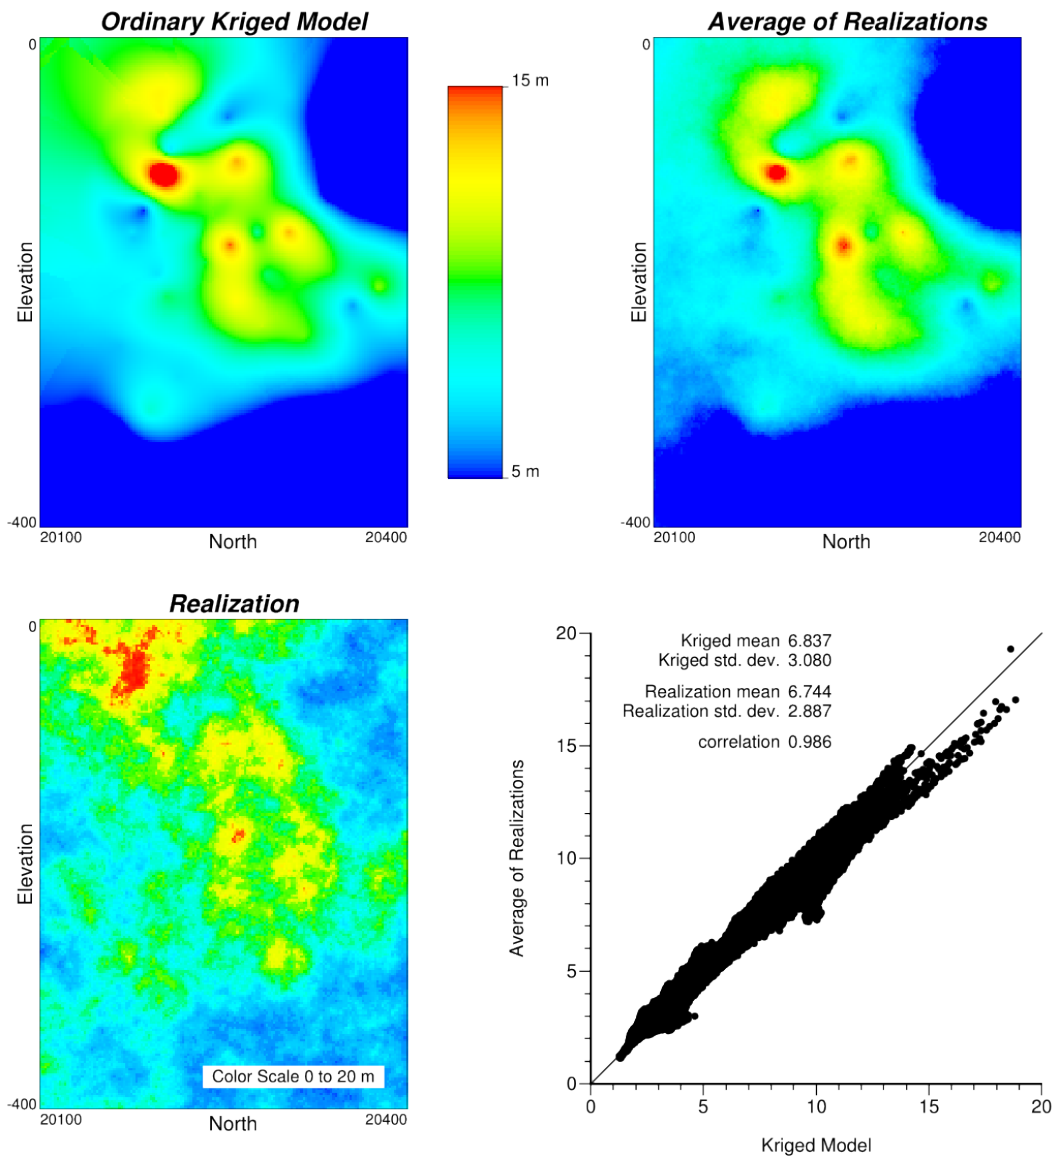 Ordinary Kriged Model
Average of Realizations
0
Elevation
-400
20100
20400
North
15 m
5 m
0
Elevation
-400
20100
20400
North
Realization
0
Elevation
-400
20100
20400
North
Color Scale 0 to 20 m
Kriged mean 6.837
Kriged std. dev. 3.080
Realization mean 6.744
Realization std. dev. 2.887
correlation 0.986
Average of Realizations
20
15
10
5
0
0
5
10
15
20
Kriged Model